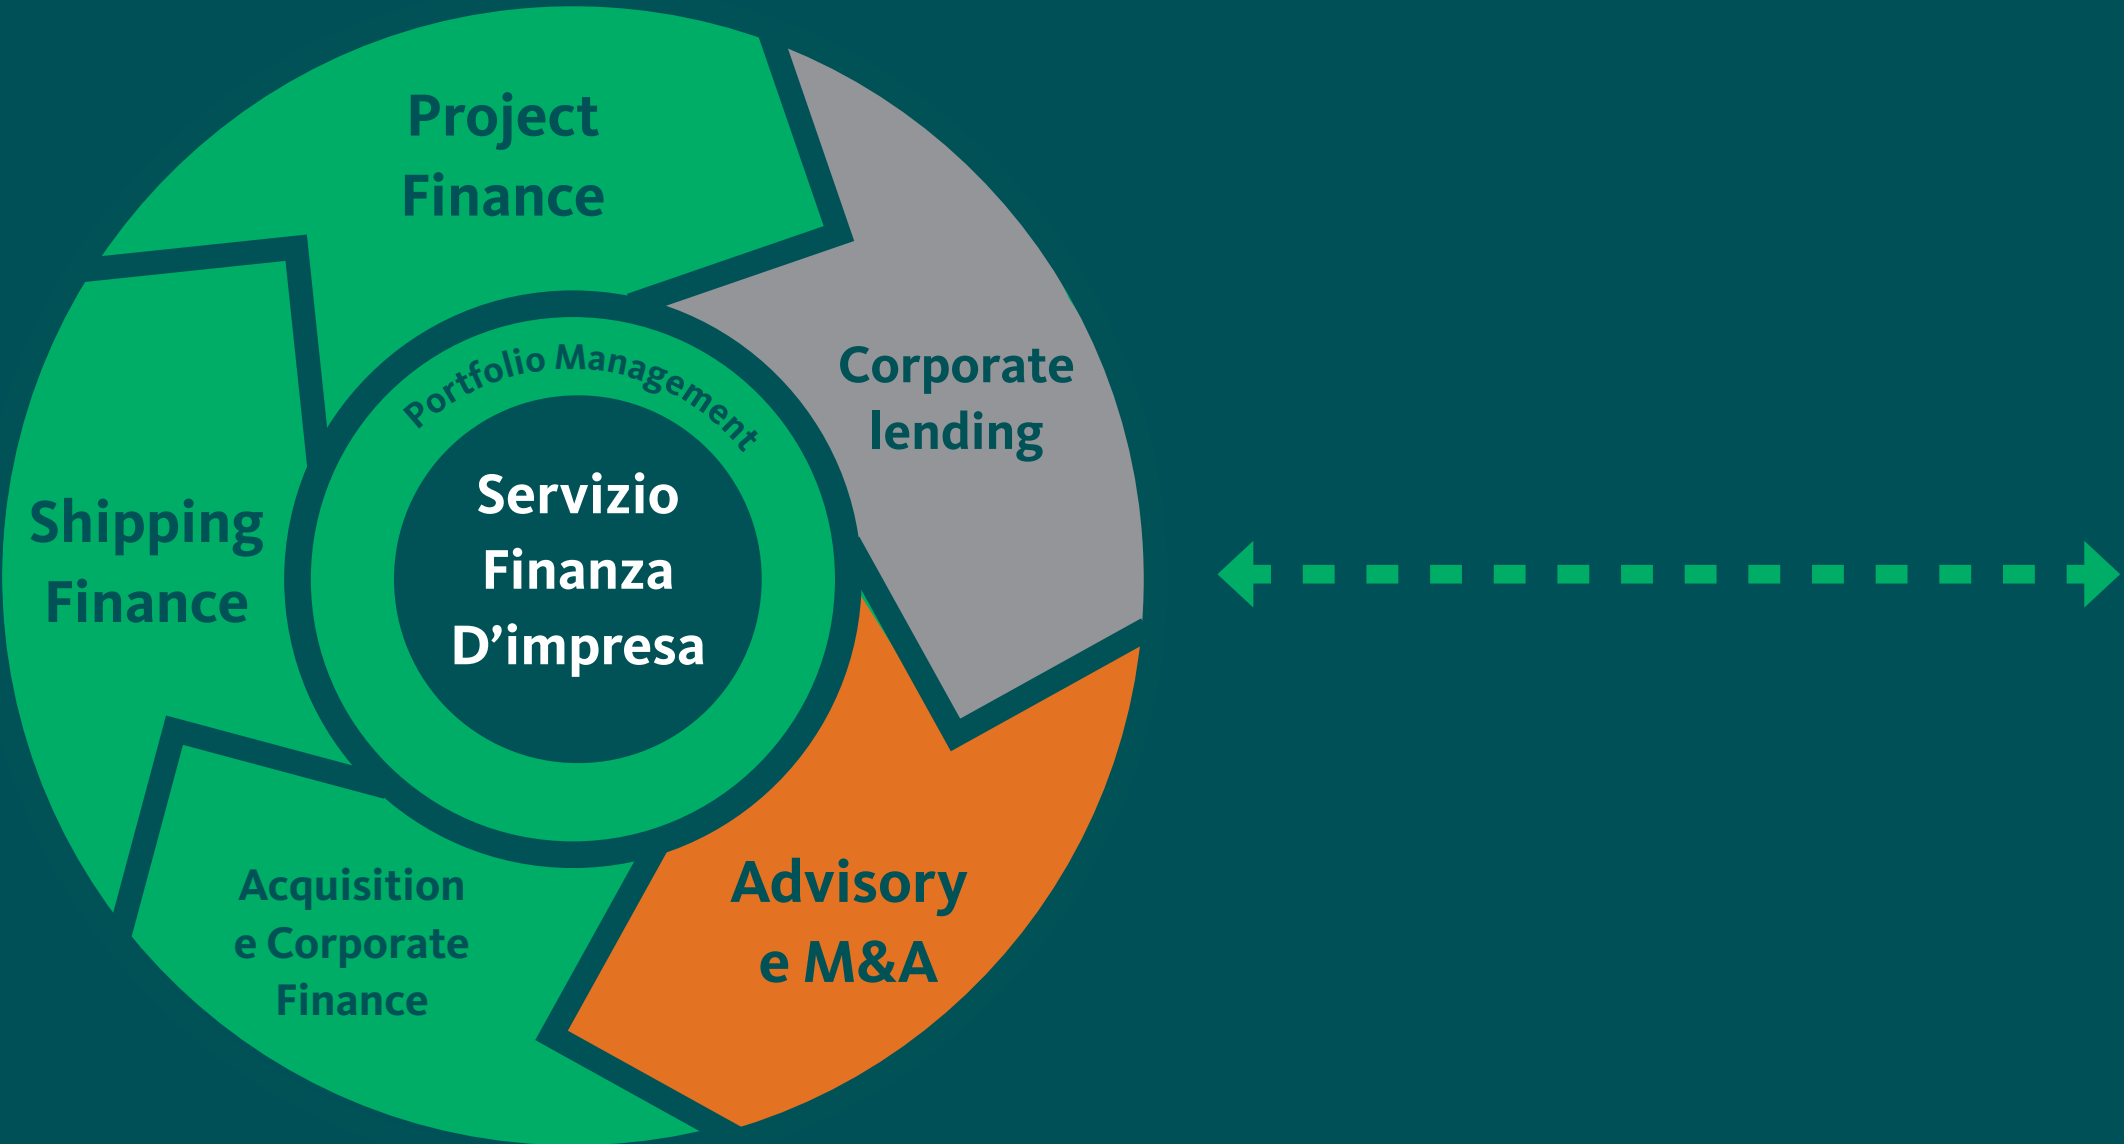 Project
Finance
Corporate
lending
Portfolio Management
Servizio
Finanza
D’impresa
Shipping
Finance
Acquisition
e Corporate
Finance
Advisory
e M&A